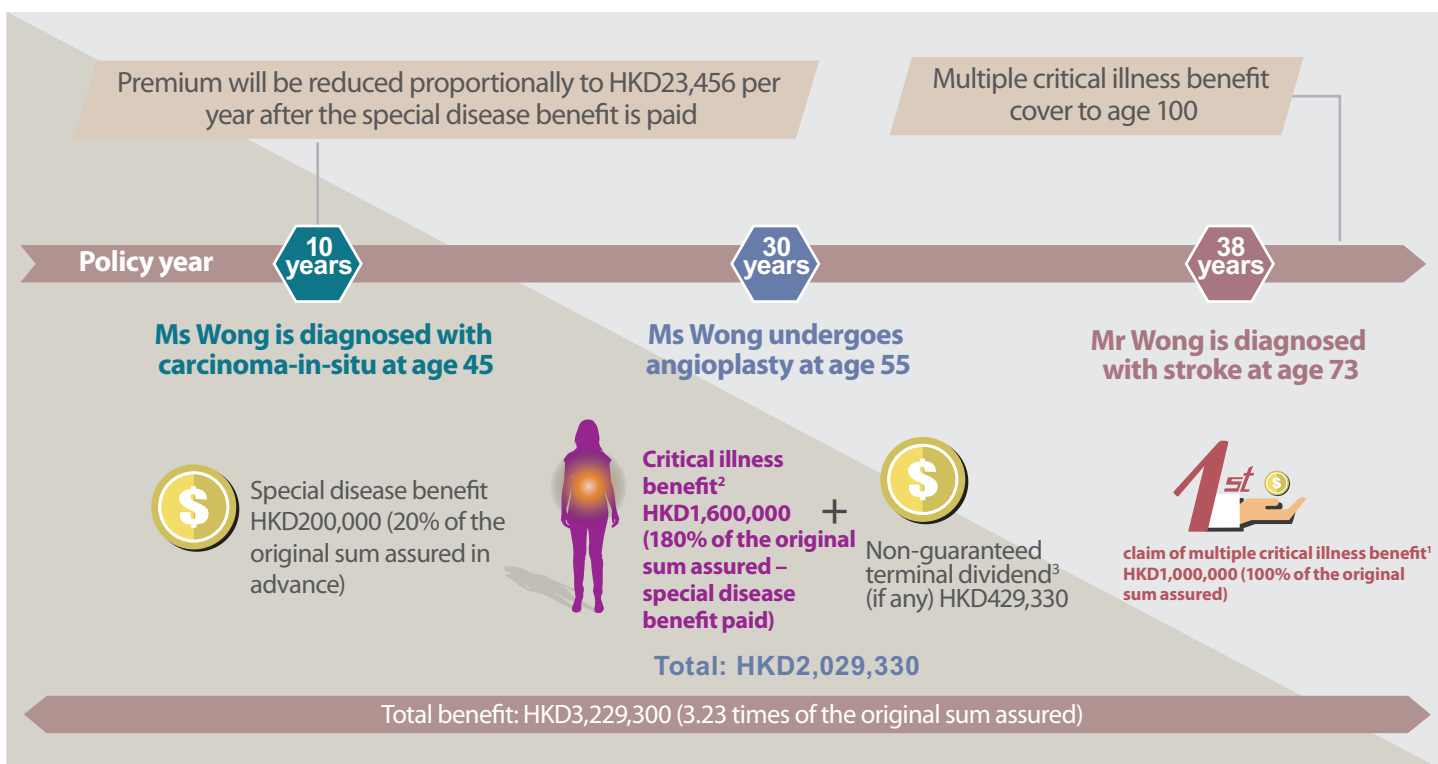 Premium will be reduced proportionally to HKD23,456 per
year after the special disease benefit is paid
Multiple critical illness benefit
cover to age 100
Policy year
10
years
30
years
38
years
Ms Wong is diagnosed with
carcinoma-in-situ at age 45
Ms Wong undergoes
angioplasty at age 55
Mr Wong is diagnosed
with stroke at age 73
$
Special disease benefit
HKD200,000 (20% of the
original sum assured in
advance)
Critical illness
benefit²
HKD1,600,000
(180% of the original
sum assured –
special disease
benefit paid)
+
$
Non-guaranteed
terminal dividend³
(if any) HKD429,330
Total: HKD2,029,330
1st
$
claim of multiple critical illness benefit¹
HKD1,000,000 (100% of the original
sum assured)
Total benefit: HKD3,229,300 (3.23 times of the original sum assured)